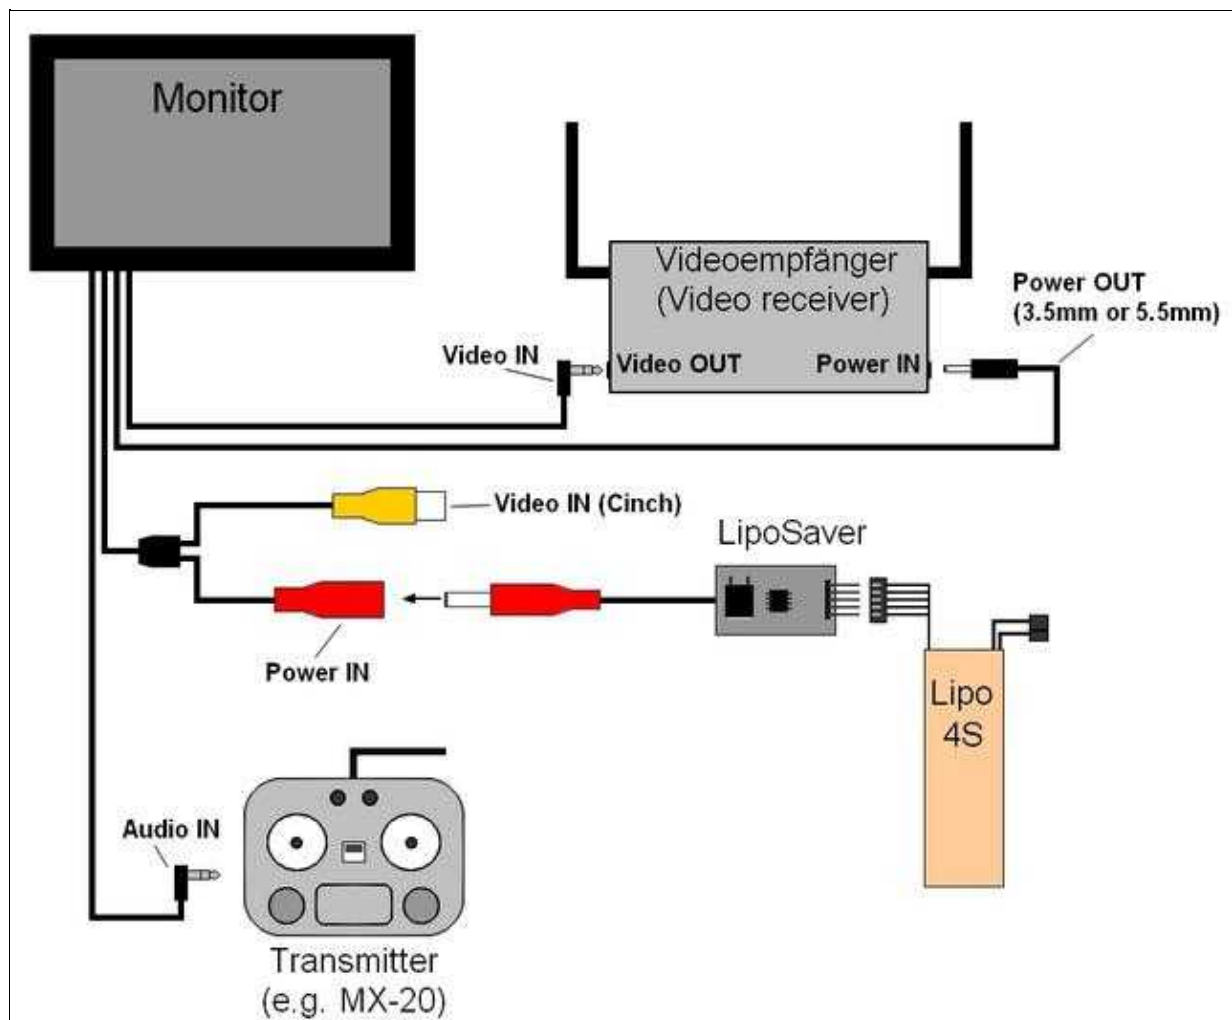 Monitor
Videoempfänger
(Video receiver)
Power OUT
(3.5mm or 5.5mm)
Video IN
Video OUT
Power IN
Video IN (Cinch)
LipoSaver
Power IN
Lipo
4S
Audio IN
Transmitter
(e.g. MX-20)